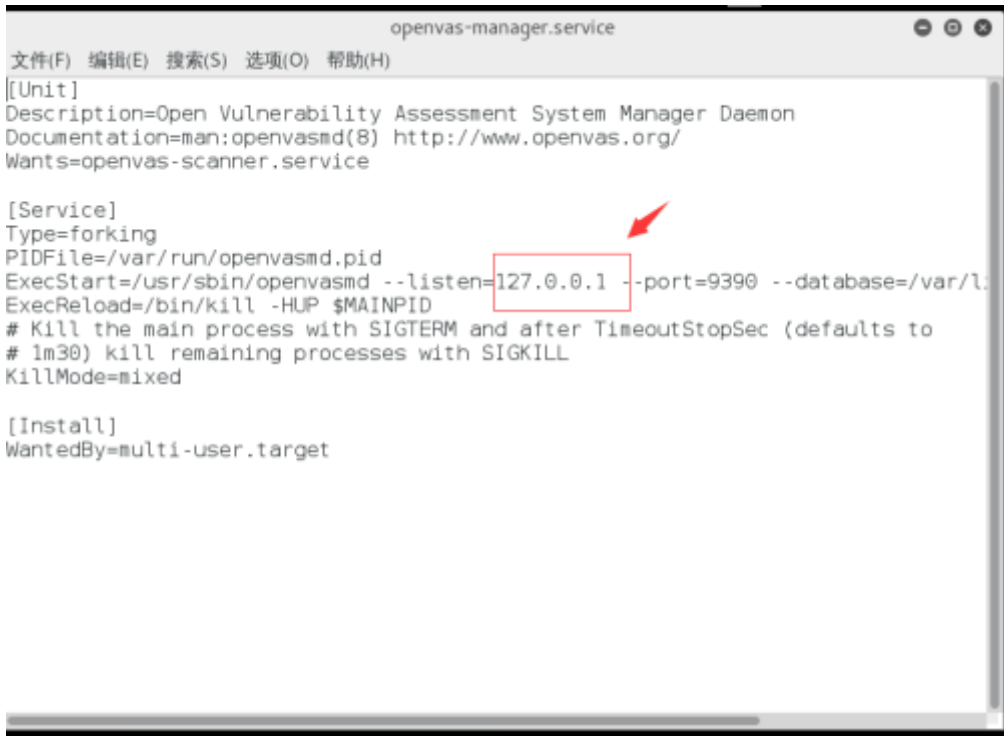 openvas-manager.service
文件(F) 编辑(E) 搜索(S) 选项(O) 帮助(H)
[Unit]
Description=Open Vulnerability Assessment System Manager Daemon
Documentation=man:openvasmd(8) http://www.openvas.org/
Wants=openvas-scanner.service
[Service]
Type=forking
PIDFile=/var/run/openvasmd.pid
ExecStart=/usr/sbin/openvasmd --listen=127.0.0.1 --port=9390 --database=/var/l
ExecReload=/bin/kill -HUP $MAINPID
# Kill the main process with SIGTERM and after TimeoutStopSec (defaults to
# 1m30) kill remaining processes with SIGKILL
KillMode=mixed
[Install]
WantedBy=multi-user.target